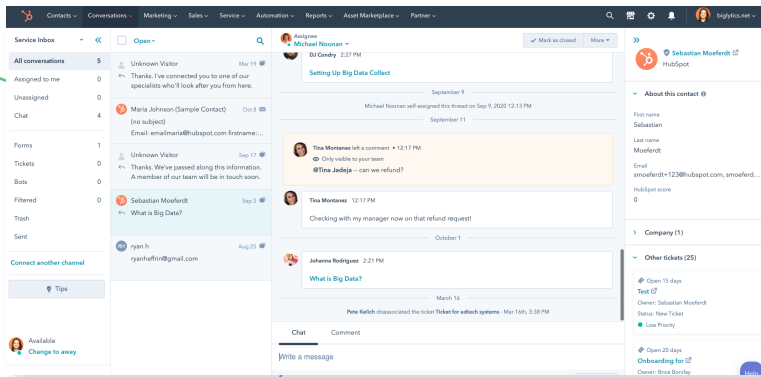 Contacts Conversations Marketing Sales Service Automation Reports Asset Marketplace Partner biglytics.net
Service Inbox
All conversations 5
Assigned to me 0
Unassigned 0
Chat 4
Forms 1
Tickets 0
Bots 0
Filtered 0
Trash
Sent
Connect another channel
Tips
Available
Change to away
Open
Unknown Visitor Mar 19
Thanks. I've connected you to one of our
specialists who'll look after you from here.
Maria Johnson (Sample Contact) Oct 8
(no subject)
Email: emailmaria@hubspot.com firstname:...
Unknown Visitor Sep 17
Thanks. We've passed along this information.
A member of our team will be in touch soon.
Sebastian Moeferdt Sep 2
What is Big Data?
RH ryan h Aug 25
ryanheffrin@gmail.com
Assignee
Michael Noonan
Mark as closed More
DJ Condry 2:27 PM
Setting Up Big Data Collect
September 9
Michael Noonan self-assigned this thread on Sep 9, 2020 12:13 PM
September 11
Tina Montanez left a comment • 12:17 PM
Only visible to your team
@Tina Jadeja -- can we refund?
Tina Montanez 12:17 PM
Checking with my manager now on that refund request!
October 1
Johanna Rodriguez 2:21 PM
What is Big Data?
March 16
Pete Kelich disassociated the ticket Ticket for adtech systems - Mar 16th, 3:38 PM
Chat Comment
Write a message
Sebastian Moeferdt
HubSpot
About this contact
First name
Sebastian
Last name
Moeferdt
Email
smoeferdt+123@hubspot.com, smoeferd...
HubSpot score
0
Company (1)
Other tickets (25)
Open 15 days
Test
Owner: Sebastian Moeferdt
Status: New Ticket
Low Priority
Open 20 days
Onboarding for
Owner: Brice Bonifay
Help